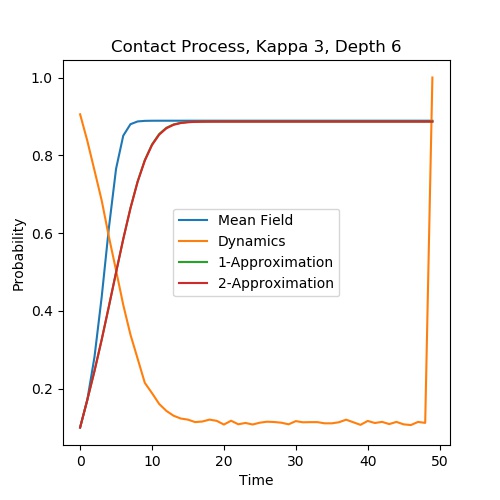 Contact Process, Kappa 3, Depth 6
1.0
0.8
0.6
0.4
0.2
Probability
Mean Field
Dynamics
1-Approximation
2-Approximation
0 10 20 30 40 50
Time